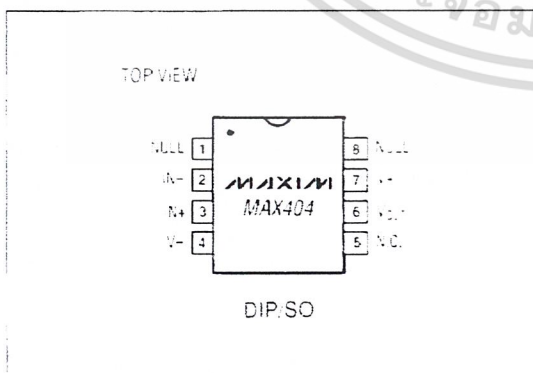 TOP VIEW
NULL 1 8 NULL
IN- 2 MAXIM 7 V+
IN+ 3 MAX404 6 VOUT
V- 4 5 N.C.
DIP/SO